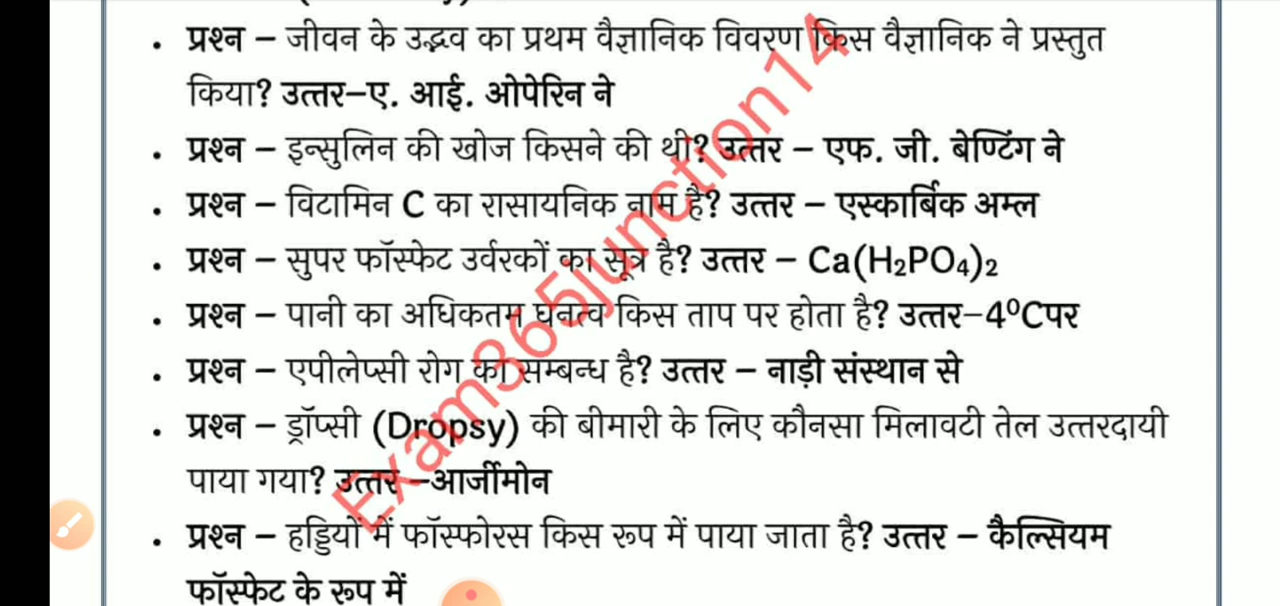 • प्रश्न – जीवन के उद्भव का प्रथम वैज्ञानिक विवरण किस वैज्ञानिक ने प्रस्तुत
किया? उत्तर–ए. आई. ओपेरिन ने
• प्रश्न – इन्सुलिन की खोज किसने की थी? उत्तर – एफ. जी. बेण्टिंग ने
• प्रश्न – विटामिन C का रासायनिक नाम है? उत्तर – एस्कार्बिक अम्ल
• प्रश्न – सुपर फॉस्फेट उर्वरकों का सूत्र है? उत्तर – Ca(H₂PO₄)₂
• प्रश्न – पानी का अधिकतम घनत्व किस ताप पर होता है? उत्तर–4⁰Cपर
• प्रश्न – एपीलेप्सी रोग का सम्बन्ध है? उत्तर – नाड़ी संस्थान से
• प्रश्न – ड्रॉप्सी (Dropsy) की बीमारी के लिए कौनसा मिलावटी तेल उत्तरदायी
पाया गया? उत्तर –आर्जीमोन
• प्रश्न – हड्डियों में फॉस्फोरस किस रूप में पाया जाता है? उत्तर – कैल्सियम
फॉस्फेट के रूप में
Exam365junction14